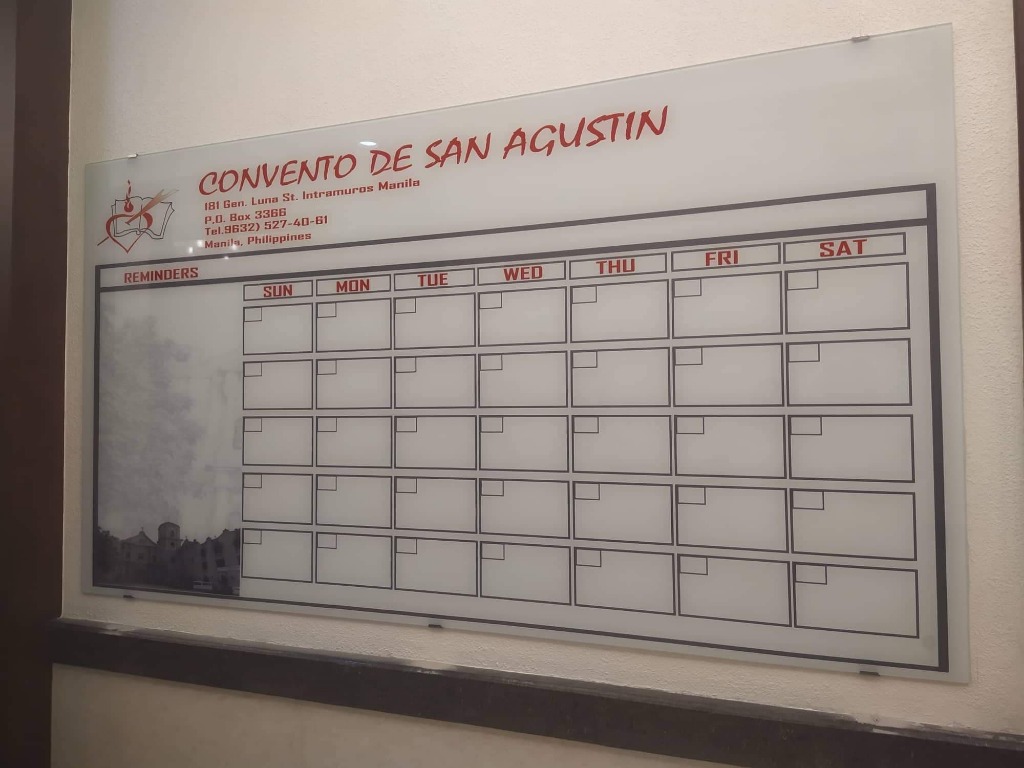 CONVENTO DE SAN AGUSTIN
181 Gen. Luna St. Intramuros Manila
P.O. Box 3366
Tel.9632) 527-40-61
Manila, Philippines
REMINDERS
SUN MON TUE WED THU FRI SAT